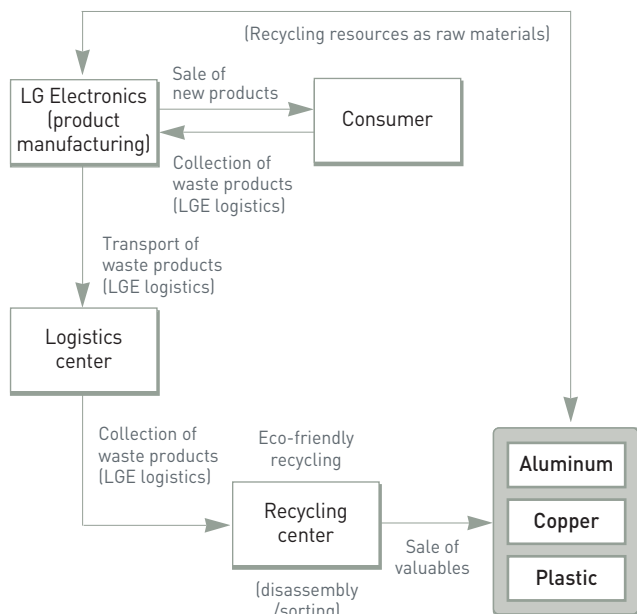 (Recycling resources as raw materials)
LG Electronics
(product
manufacturing)
Sale of
new products
Consumer
Collection of
waste products
(LGE logistics)
Transport of
waste products
(LGE logistics)
Logistics
center
Collection of
waste products
(LGE logistics)
Eco-friendly
recycling
Recycling
center
(disassembly
/sorting)
Sale of
valuables
Aluminum
Copper
Plastic